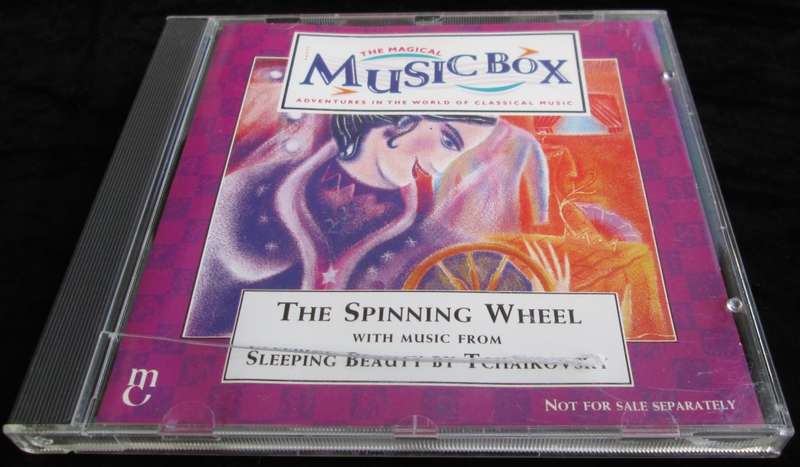 THE MAGICAL
MUSIC BOX
ADVENTURES IN THE WORLD OF CLASSICAL MUSIC
THE SPINNING WHEEL
WITH MUSIC FROM
SLEEPING BEAUTY BY TCHAIKOVSKY
mc
NOT FOR SALE SEPARATELY